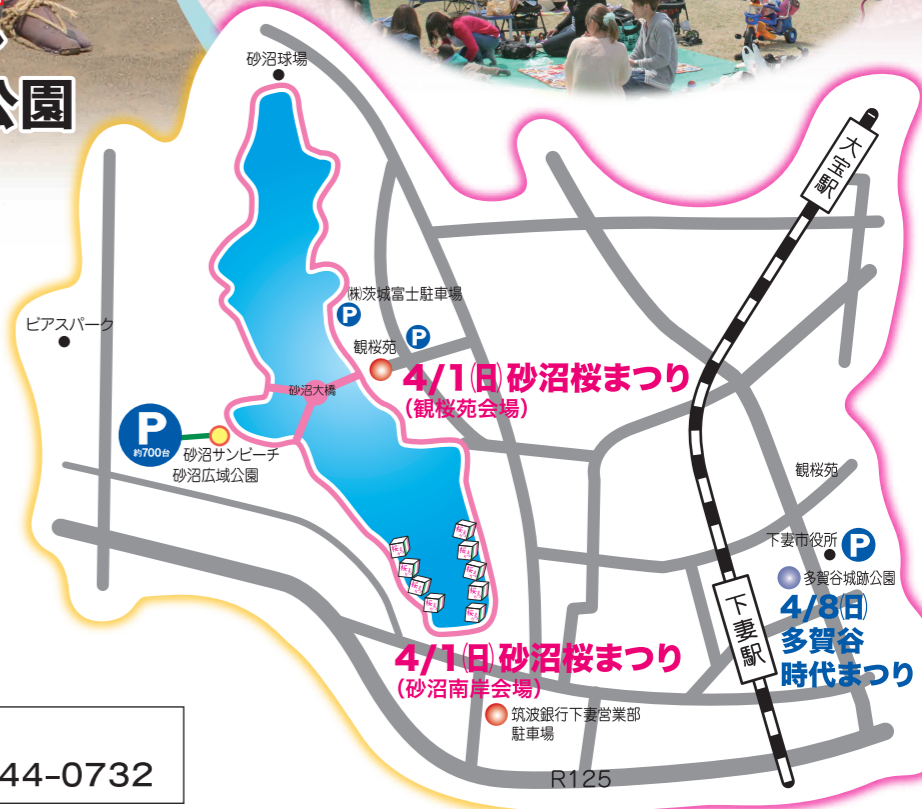 公園
砂沼球場
大宝駅
㈱茨城富士駐車場
P
P
ビアスパーク
観桜苑
4/1(日)砂沼桜まつり
(観桜苑会場)
砂沼大橋
P
約700台
砂沼サンビーチ
砂沼広域公園
観桜苑
下妻市役所
P
多賀谷城跡公園
4/8(日)
多賀谷
時代まつり
下妻駅
4/1(日)砂沼桜まつり
(砂沼南岸会場)
筑波銀行下妻営業部
駐車場
R125
44-0732